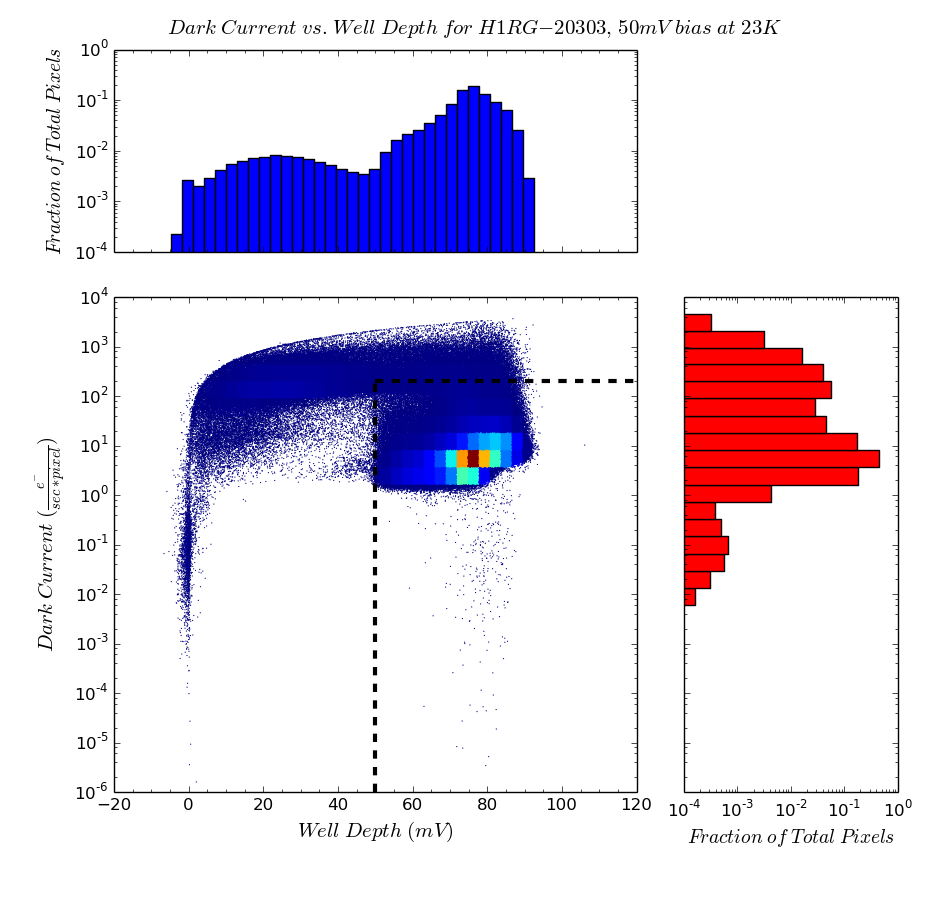 Dark Current vs. Well Depth for H1RG−20303, 50mV bias at 23K
Fraction of Total Pixels
10^0
10^-1
10^-2
10^-3
10^-4
Dark Current (e^-/sec∗pixel)
10^4
10^3
10^2
10^1
10^0
10^-1
10^-2
10^-3
10^-4
10^-5
10^-6
−20 0 20 40 60 80 100 120
Well Depth (mV)
10^-4 10^-3 10^-2 10^-1 10^0
Fraction of Total Pixels